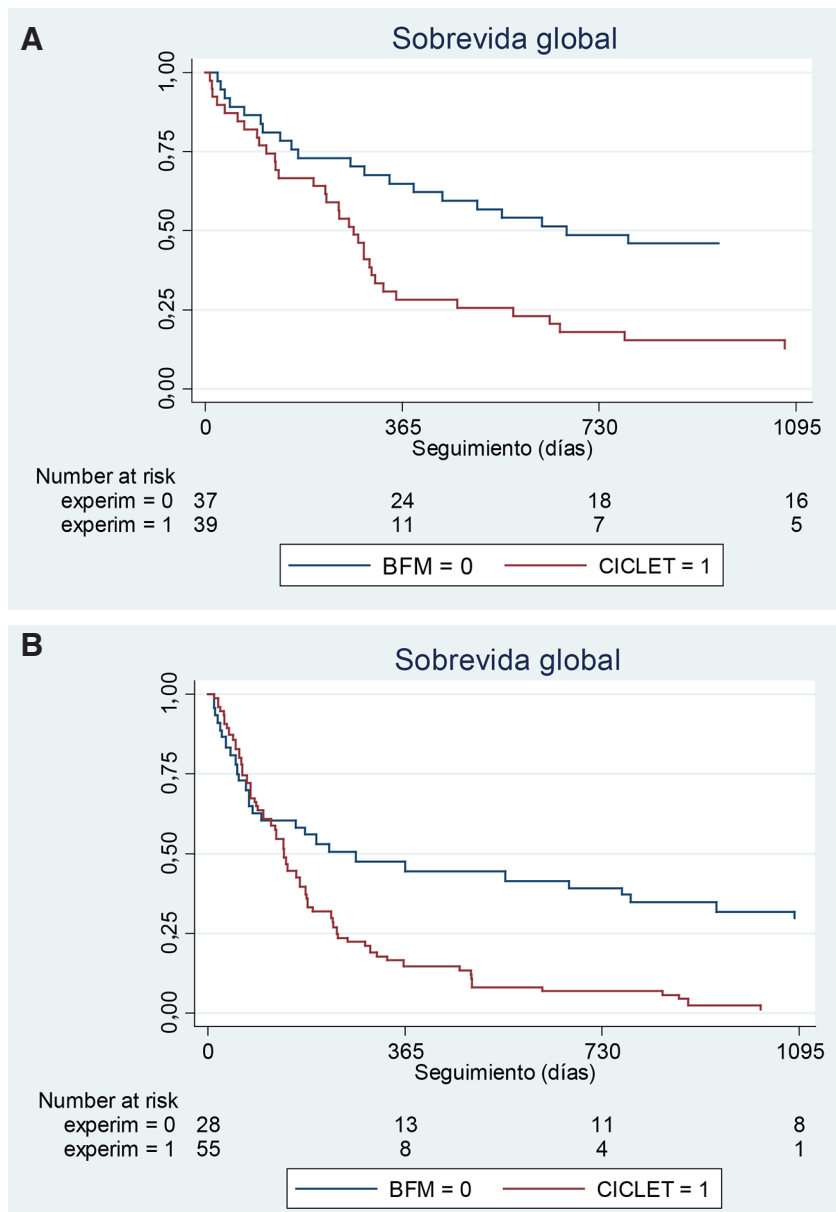 A
Sobrevida global
1,00
0,75
0,50
0,25
0,00
0 365 730 1095
Seguimiento (días)
Number at risk
experim = 0 37 24 18 16
experim = 1 39 11 7 5
BFM = 0 CICLET = 1
B
Sobrevida global
1,00
0,75
0,50
0,25
0,00
0 365 730 1095
Seguimiento (días)
Number at risk
experim = 0 28 13 11 8
experim = 1 55 8 4 1
BFM = 0 CICLET = 1